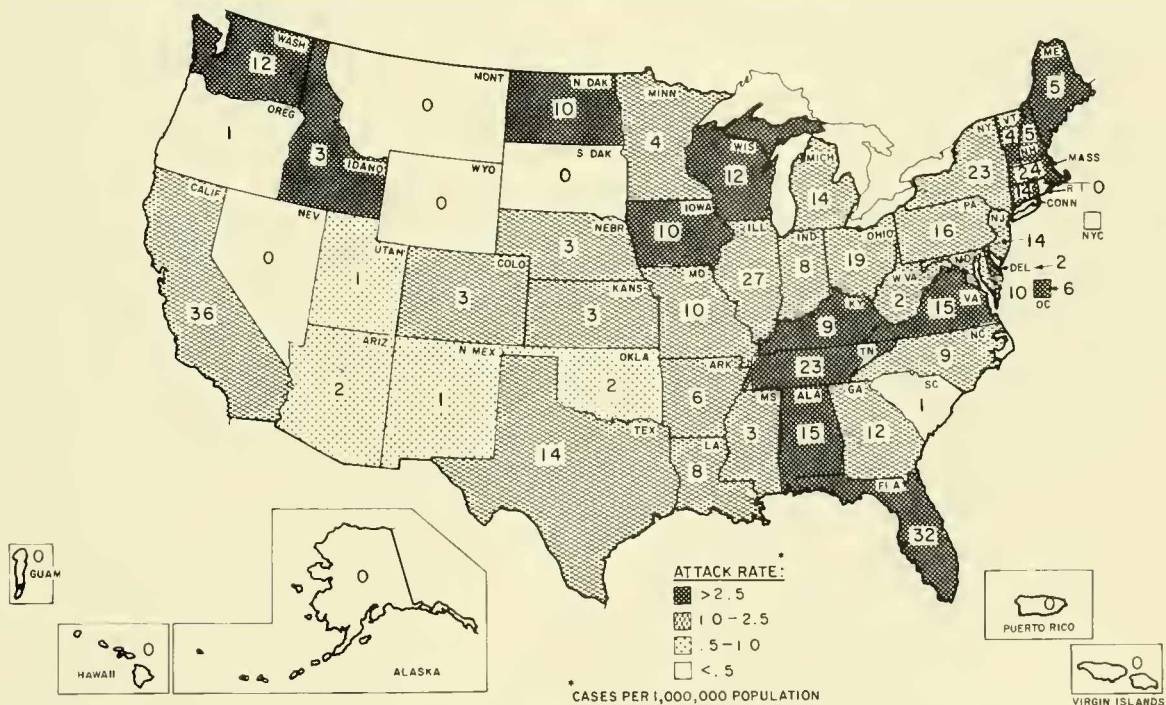 WASH
12
MONT
0
N DAK
10
MINN
4
ME
5
OREG
1
3
IDAHO
S DAK
0
WIS
12
MICH
14
NY
23
VT
4
5
NH
MASS
24
R I 0
14
CONN
NYC
WYO
0
IOWA
10
CALIF
36
NEV
0
UTAH
1
COLO
3
NEBR
3
ILL
27
IND
8
OHIO
19
PA
16
NJ
14
DEL 2
MD
10
6
DC
W VA
2
15
VA
KANS
3
MO
10
KY
9
ARIZ
2
N MEX
1
OKLA
2
ARK
6
TN
23
NC
9
SC
1
TEX
14
LA
8
MS
3
ALA
15
GA
12
FLA
32
0
GUAM
0
HAWAII
0
ALASKA
ATTACK RATE:*
>2.5
1.0-2.5
.5-1.0
<.5
*CASES PER 1,000,000 POPULATION
0
PUERTO RICO
0
VIRGIN ISLANDS